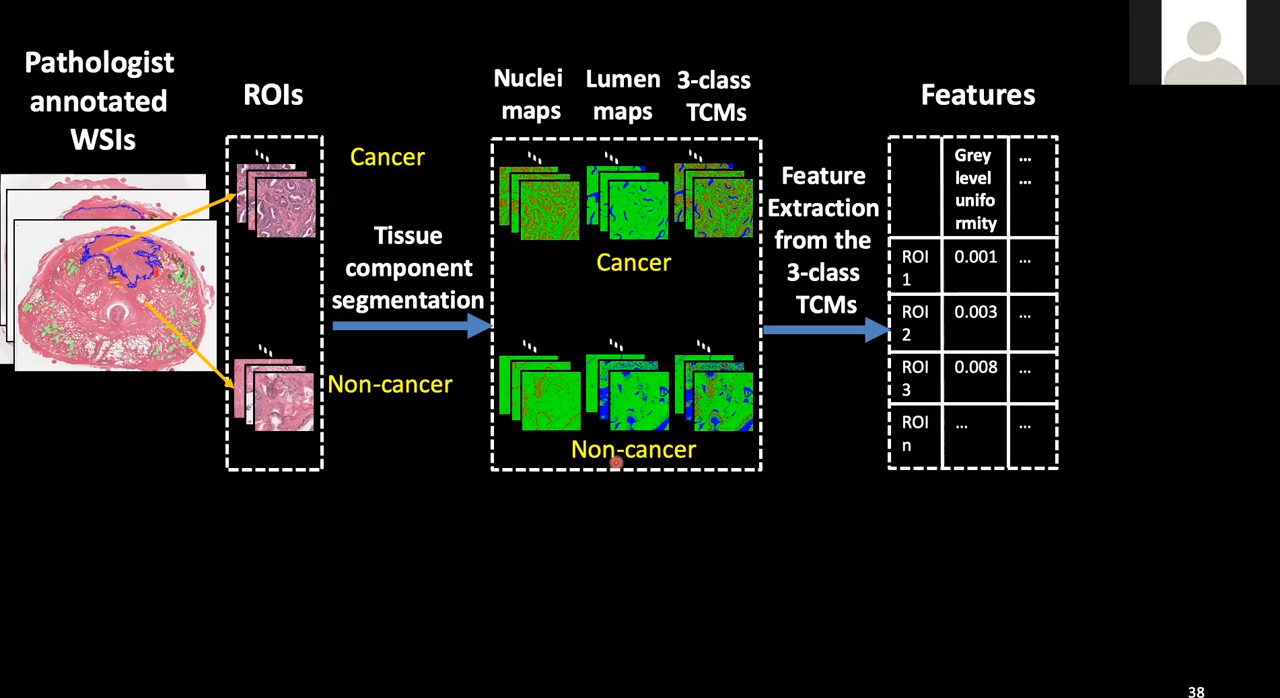 Pathologist
annotated
WSIs
ROIs
Cancer
Non-cancer
Tissue
component
segmentation
Nuclei
maps
Lumen
maps
3-class
TCMs
Cancer
Non-cancer
Feature
Extraction
from the
3-class
TCMs
Features
Grey
level
unifo
rmity
...
...
ROI
1
0.001
...
ROI
2
0.003
...
ROI
3
0.008
...
ROI
n
...
...
38